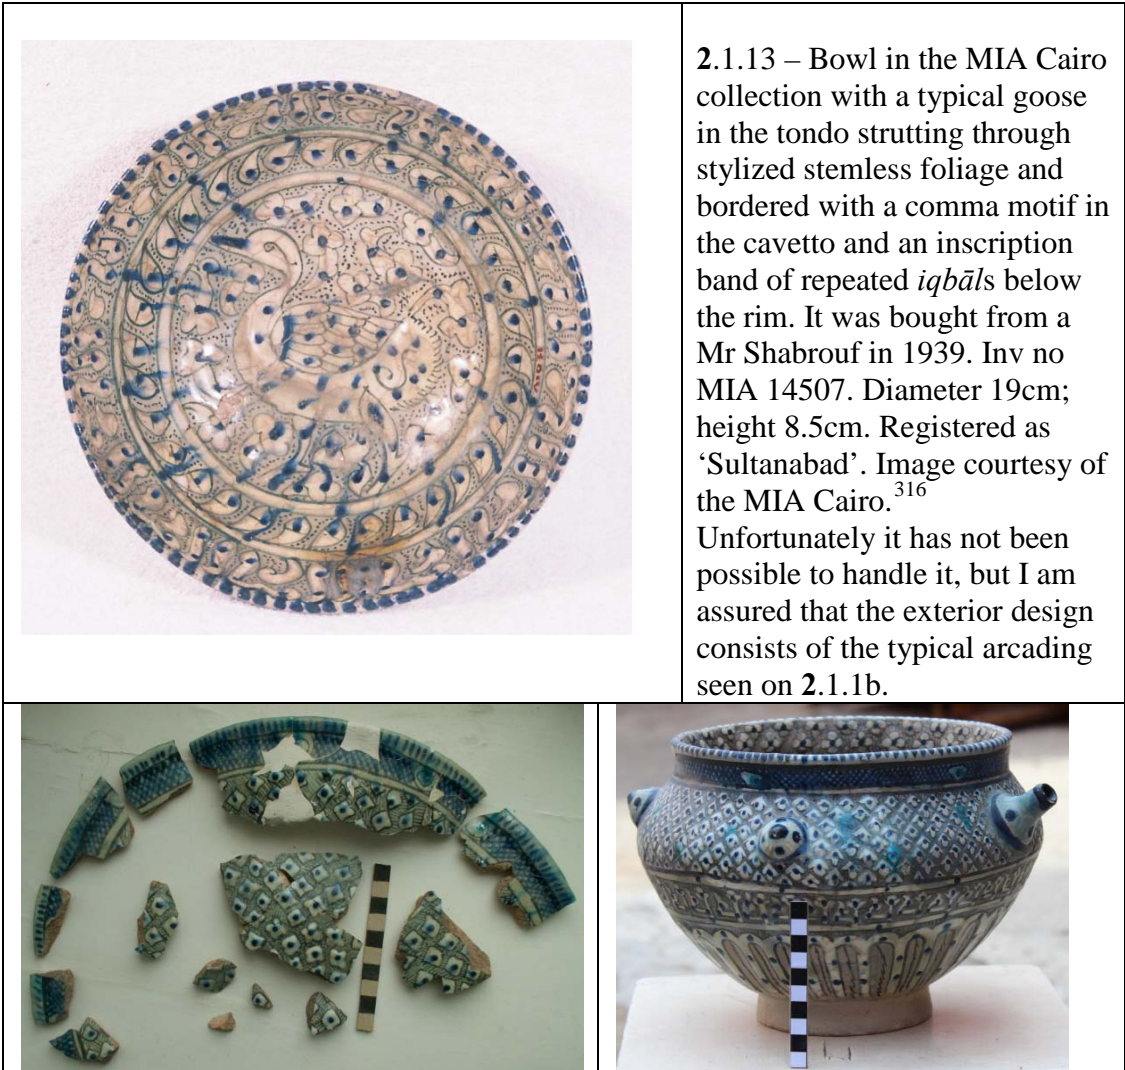 2.1.13 – Bowl in the MIA Cairo
collection with a typical goose
in the tondo strutting through
stylized stemless foliage and
bordered with a comma motif in
the cavetto and an inscription
band of repeated iqbāls below
the rim. It was bought from a
Mr Shabrouf in 1939. Inv no
MIA 14507. Diameter 19cm;
height 8.5cm. Registered as
‘Sultanabad’. Image courtesy of
the MIA Cairo.316
Unfortunately it has not been
possible to handle it, but I am
assured that the exterior design
consists of the typical arcading
seen on 2.1.1b.